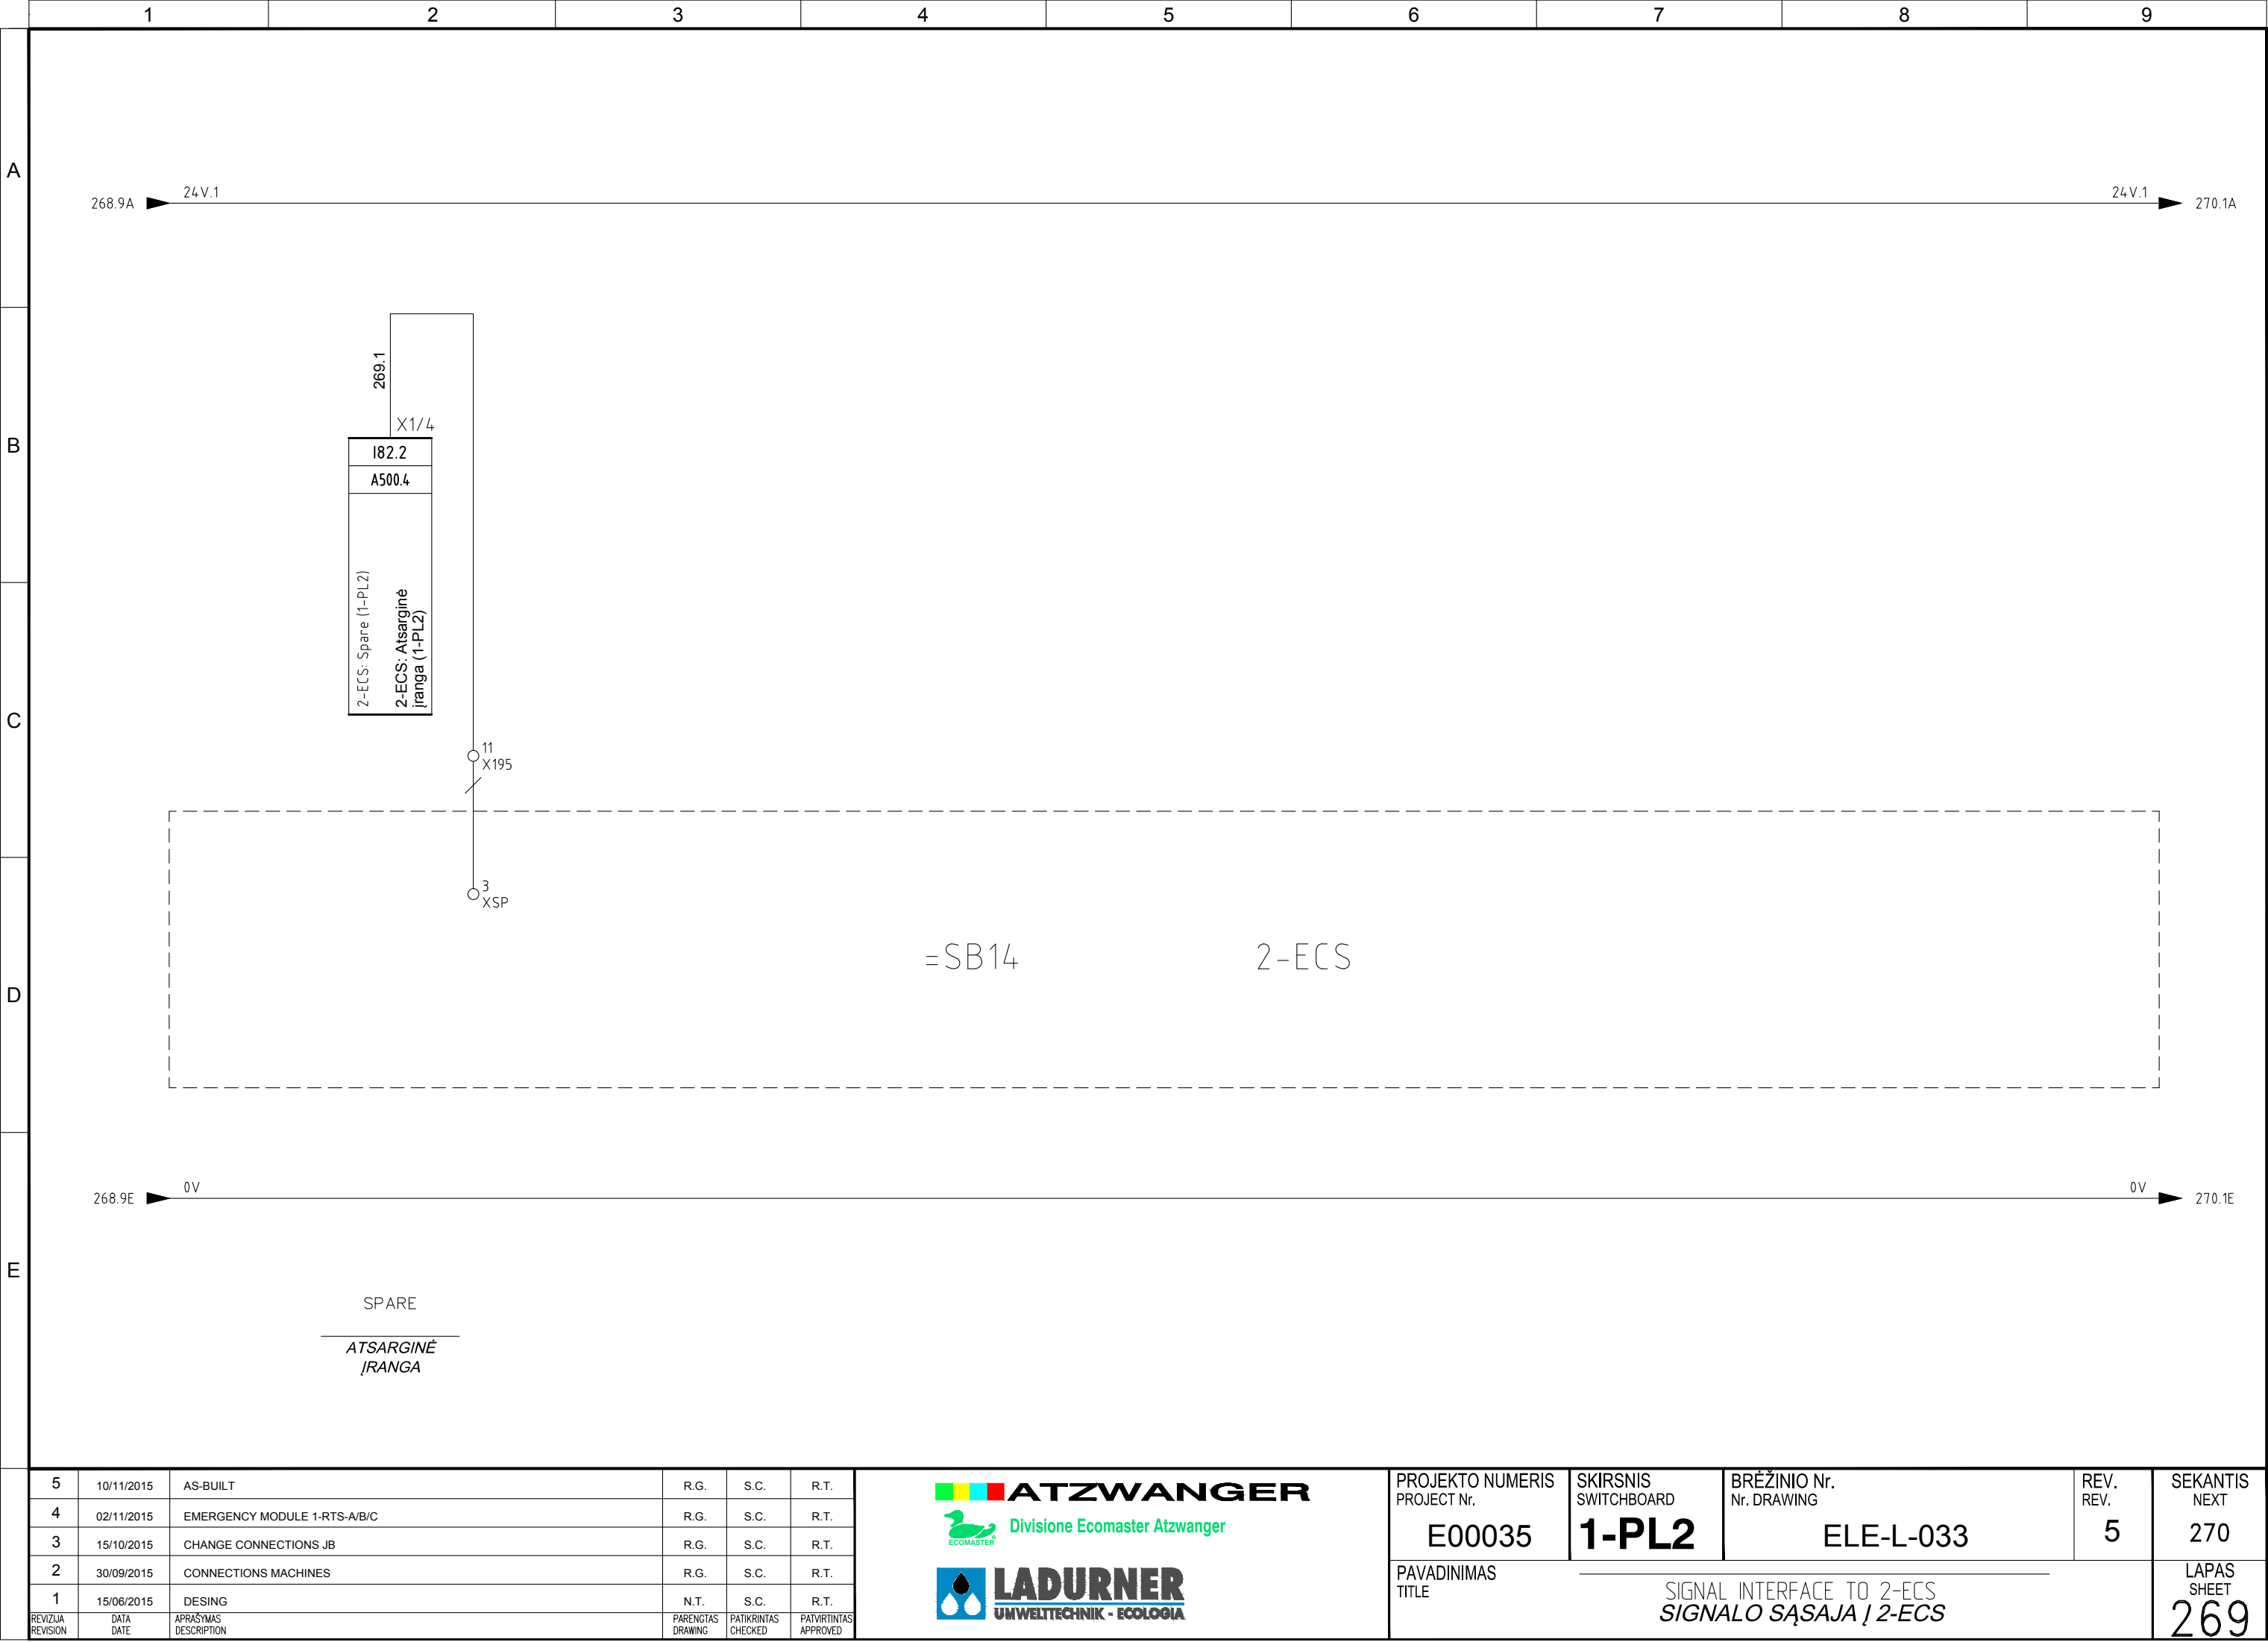 1 2 3 4 5 6 7 8 9
A
268.9A 24V.1 24V.1 270.1A
B
269.1
X1/4
I82.2
A500.4
2-ECS: Spare (1-PL2)
2-ECS: Atsarginė
įranga (1-PL2)
C
11
X195
3
XSP
=SB14 2-ECS
D
268.9E 0V 0V 270.1E
E
SPARE
ATSARGINĖ
ĮRANGA
5 10/11/2015 AS-BUILT R.G. S.C. R.T.
4 02/11/2015 EMERGENCY MODULE 1-RTS-A/B/C R.G. S.C. R.T.
3 15/10/2015 CHANGE CONNECTIONS JB R.G. S.C. R.T.
2 30/09/2015 CONNECTIONS MACHINES R.G. S.C. R.T.
1 15/06/2015 DESING N.T. S.C. R.T.
REVIZIJA DATA APRAŠYMAS PARENGTAS PATIKRINTAS PATVIRTINTAS
REVISION DATE DESCRIPTION DRAWING CHECKED APPROVED
ATZWANGER
ECOMASTER
Divisione Ecomaster Atzwanger
LADURNER
UMWELTTECHNIK - ECOLOGIA
PROJEKTO NUMERIS
PROJECT Nr.
E00035
SKIRSNIS
SWITCHBOARD
1-PL2
BRĖŽINIO Nr.
Nr. DRAWING
ELE-L-033
REV.
REV.
5
SEKANTIS
NEXT
270
PAVADINIMAS
TITLE
SIGNAL INTERFACE TO 2-ECS
SIGNALO SĄSAJA Į 2-ECS
LAPAS
SHEET
269